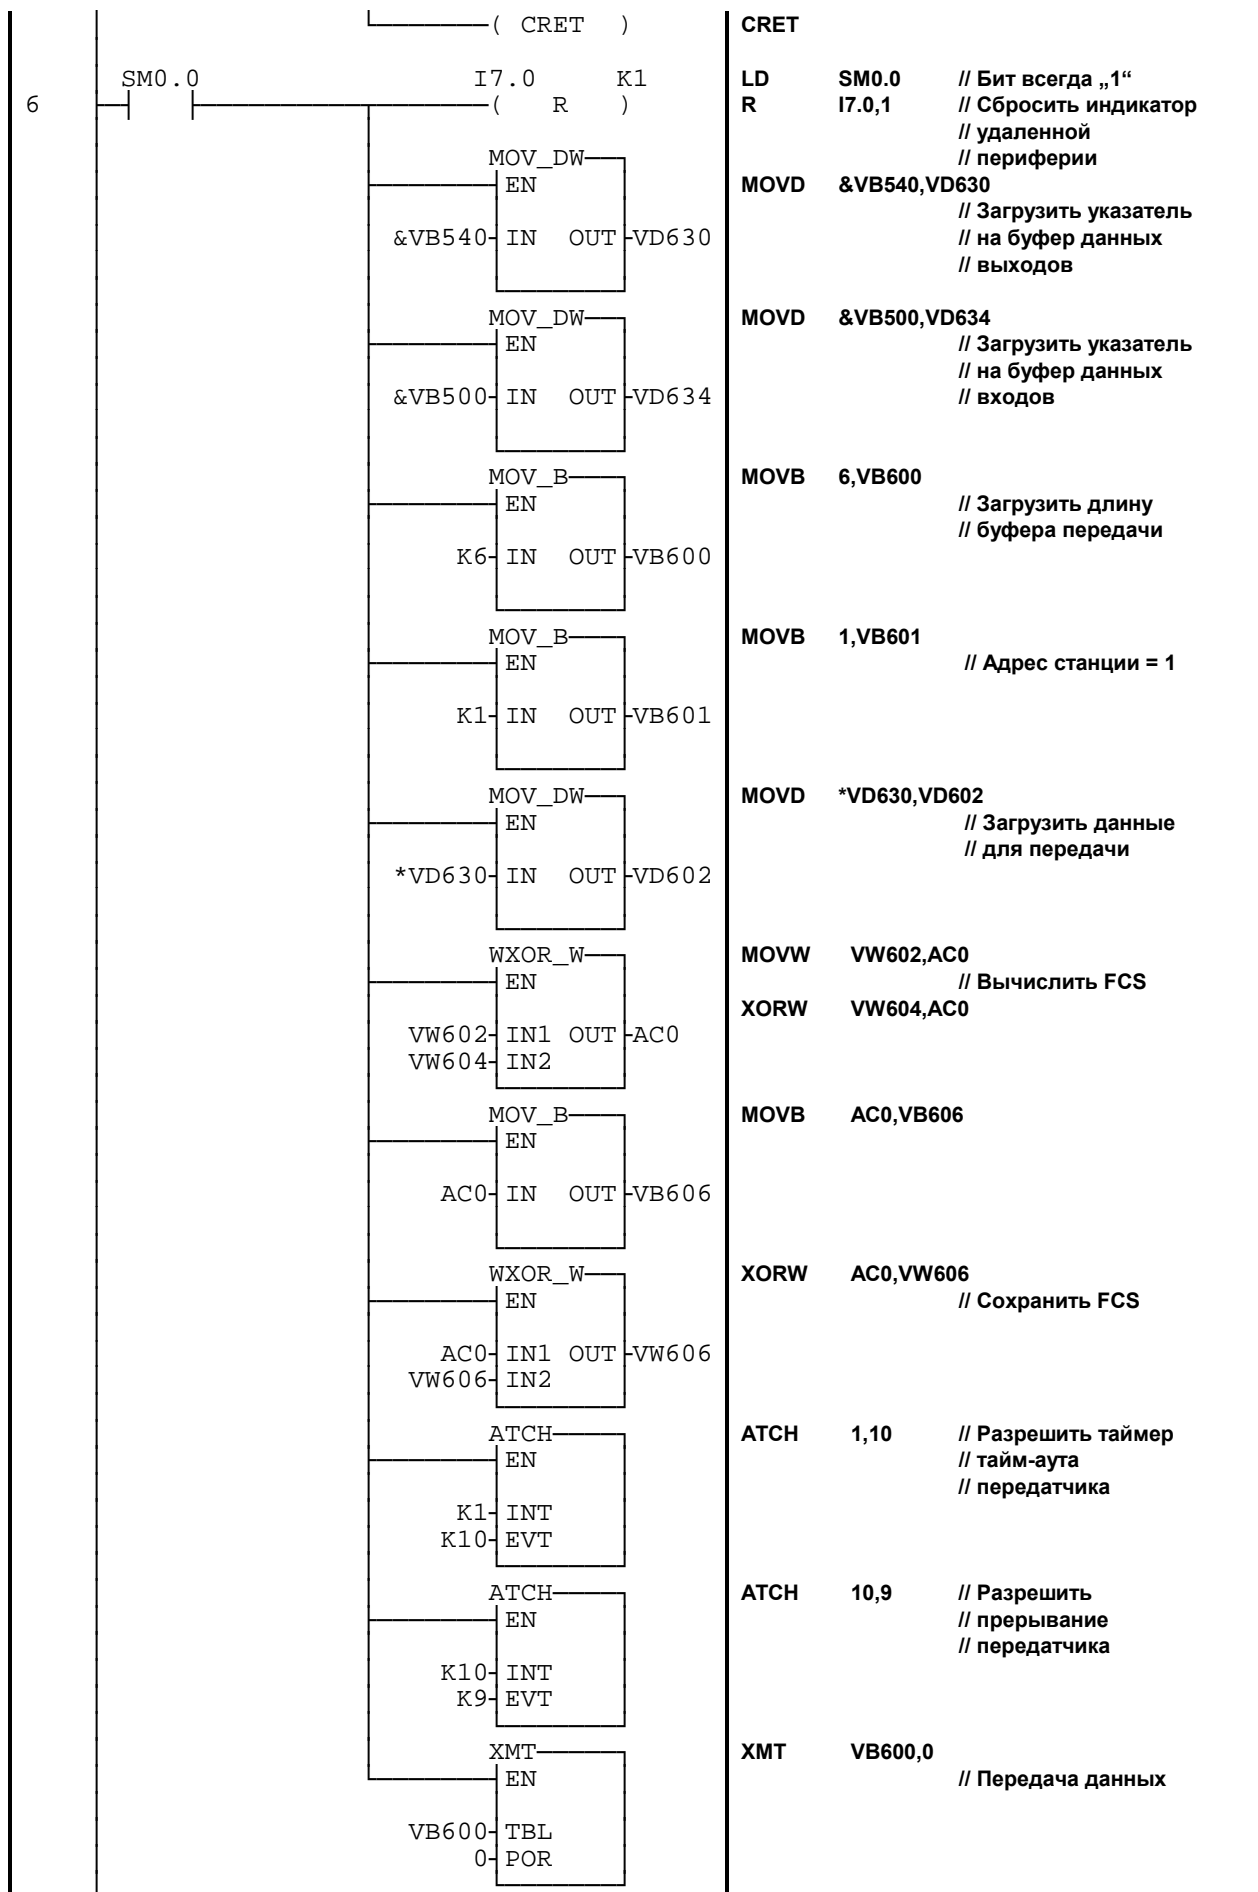 ( CRET ) CRET
SM0.0 I7.0 K1 LD SM0.0 // Бит всегда „1“
6 ( R ) R I7.0,1 // Сбросить индикатор
// удаленной
MOV_DW // периферии
EN MOVD &VB540,VD630
// Загрузить указатель
&VB540 IN OUT VD630 // на буфер данных
// выходов
MOV_DW MOVD &VB500,VD634
EN // Загрузить указатель
// на буфер данных
&VB500 IN OUT VD634 // входов
MOV_B MOVB 6,VB600
EN // Загрузить длину
// буфера передачи
K6 IN OUT VB600
MOV_B MOVB 1,VB601
EN // Адрес станции = 1
K1 IN OUT VB601
MOV_DW MOVD *VD630,VD602
EN // Загрузить данные
// для передачи
*VD630 IN OUT VD602
WXOR_W MOVW VW602,AC0
EN // Вычислить FCS
XORW VW604,AC0
VW602 IN1 OUT AC0
VW604 IN2
MOV_B MOVB AC0,VB606
EN
AC0 IN OUT VB606
WXOR_W XORW AC0,VW606
EN // Сохранить FCS
AC0 IN1 OUT VW606
VW606 IN2
ATCH ATCH 1,10 // Разрешить таймер
EN // тайм-аута
// передатчика
K1 INT
K10 EVT
ATCH ATCH 10,9 // Разрешить
EN // прерывание
// передатчика
K10 INT
K9 EVT
XMT XMT VB600,0
EN // Передача данных
VB600 TBL
0 POR